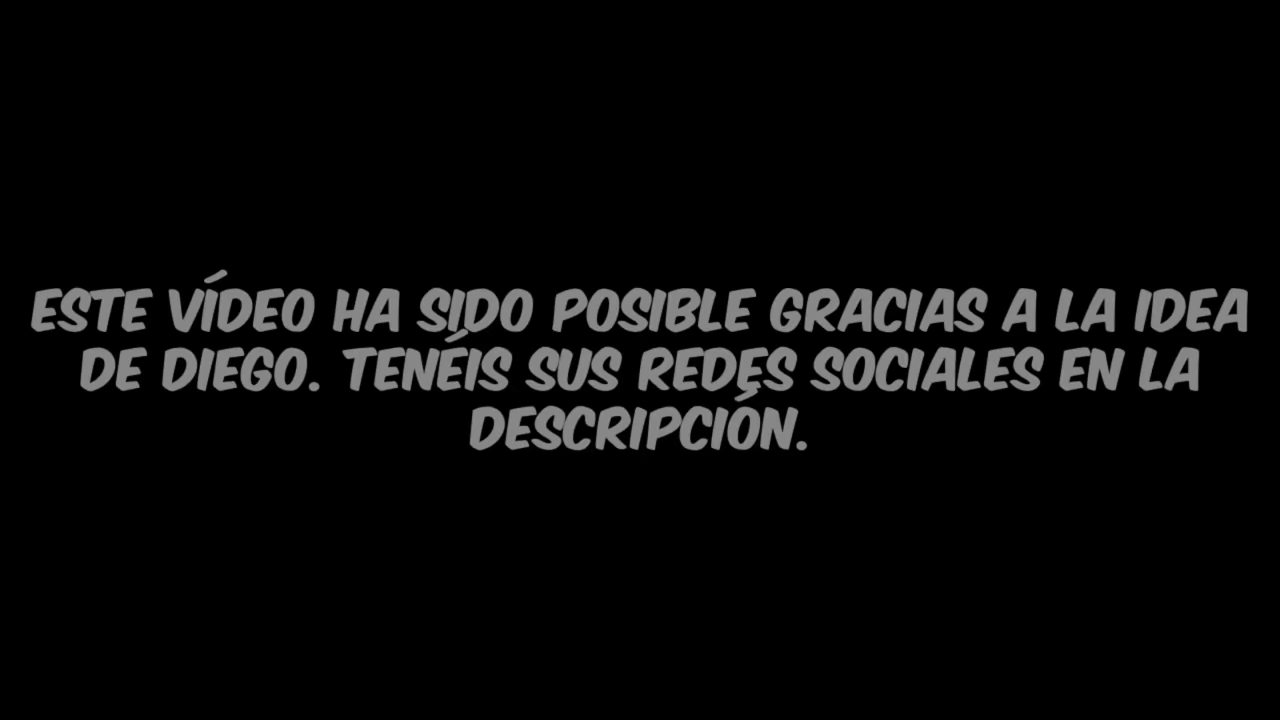 ESTE VÍDEO HA SIDO POSIBLE GRACIAS A LA IDEA
DE DIEGO. TENÉIS SUS REDES SOCIALES EN LA
DESCRIPCIÓN.